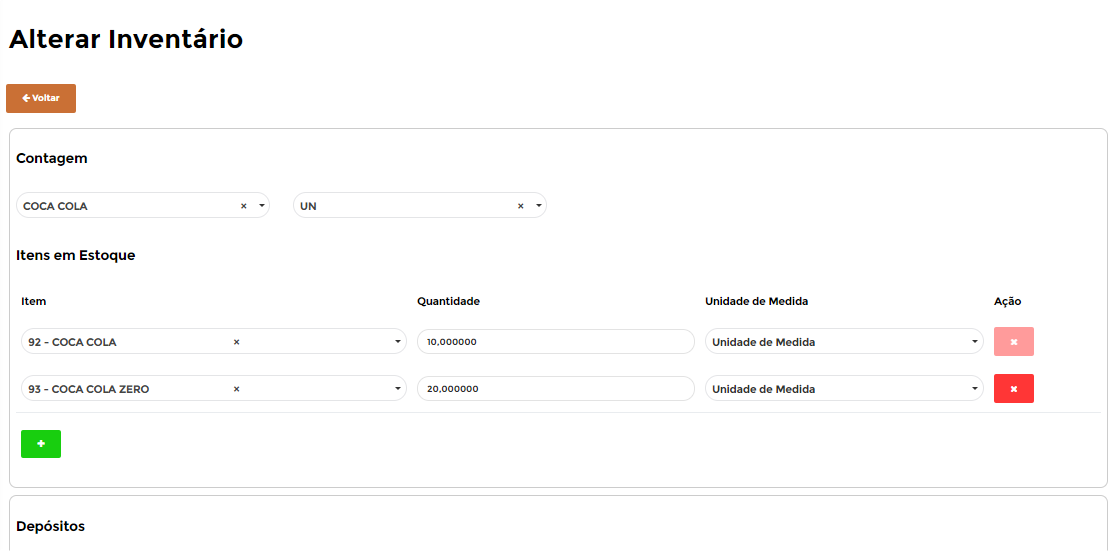 Alterar Inventário
Voltar
Contagem
COCA COLA × UN ×
Itens em Estoque
Item Quantidade Unidade de Medida Ação
92 - COCA COLA × 10,000000 Unidade de Medida
93 - COCA COLA ZERO × 20,000000 Unidade de Medida
Depósitos